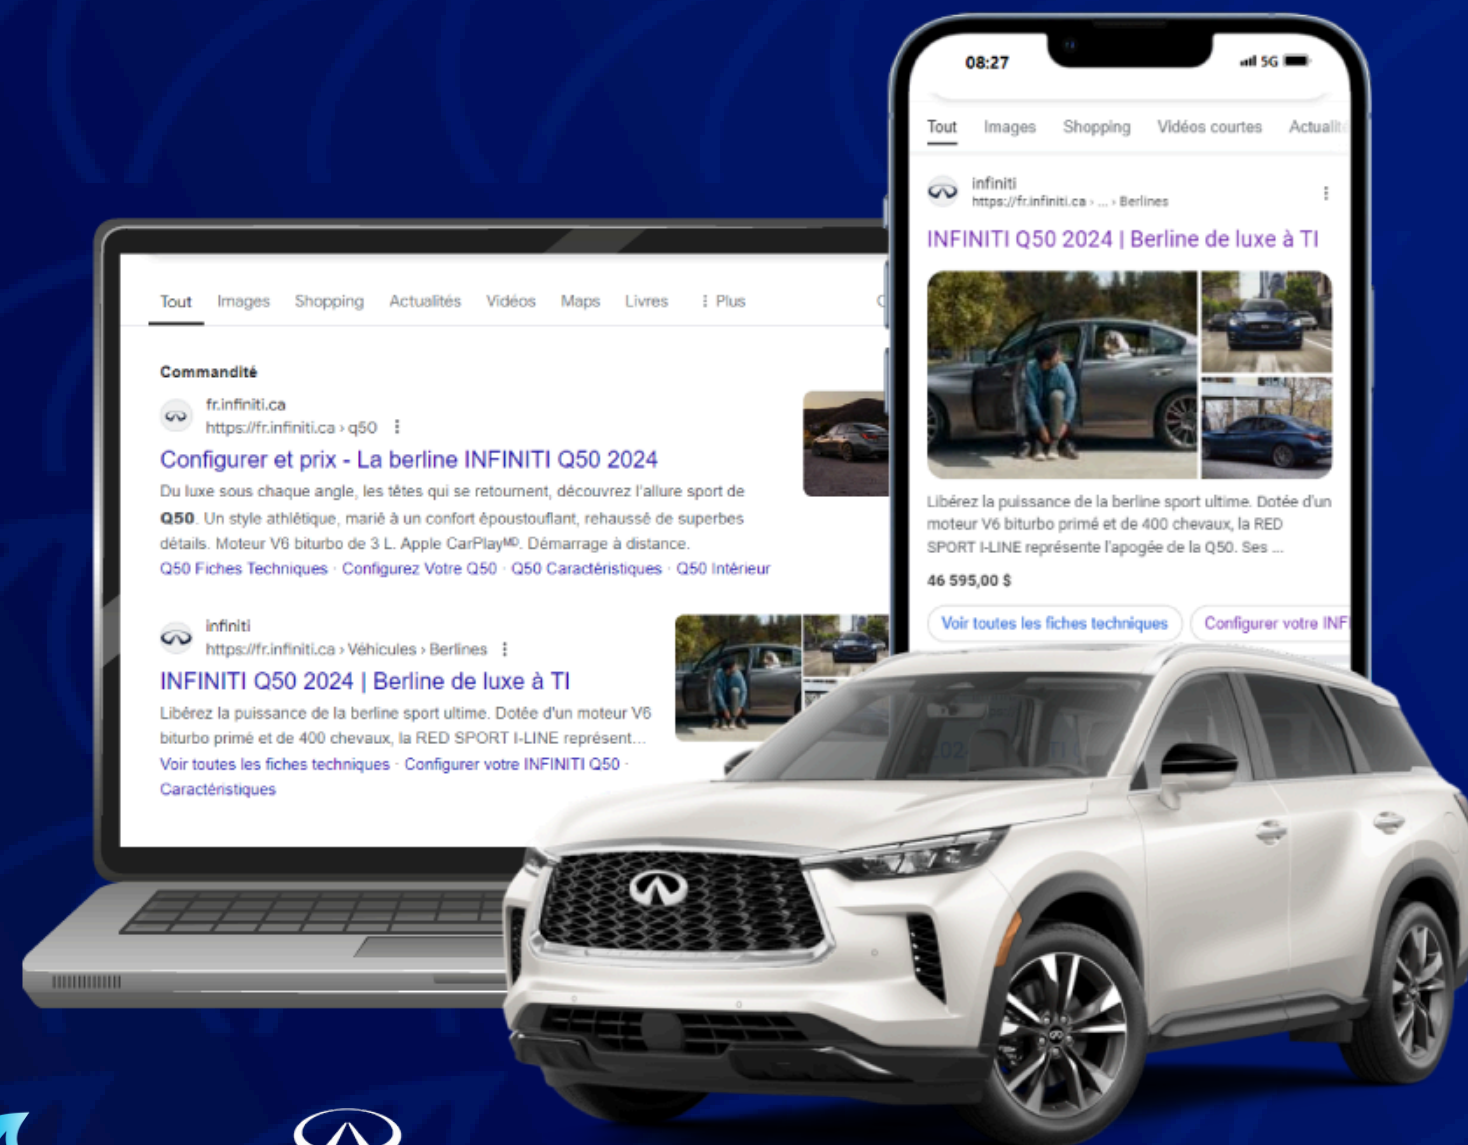 Tout Images Shopping Actualités Vidéos Maps Livres Plus
Commandité
fr.infiniti.ca
https://fr.infiniti.ca › q50
Configurer et prix - La berline INFINITI Q50 2024
Du luxe sous chaque angle, les têtes qui se retournent, découvrez l'allure sport de
Q50. Un style athlétique, marié à un confort époustouflant, rehaussé de superbes
détails. Moteur V6 biturbo de 3 L. Apple CarPlayᴹᴰ. Démarrage à distance.
Q50 Fiches Techniques · Configurez Votre Q50 · Q50 Caractéristiques · Q50 Intérieur
infiniti
https://fr.infiniti.ca › Véhicules › Berlines
INFINITI Q50 2024 | Berline de luxe à TI
Libérez la puissance de la berline sport ultime. Dotée d'un moteur V6
biturbo primé et de 400 chevaux, la RED SPORT I-LINE représent...
Voir toutes les fiches techniques · Configurer votre INFINITI Q50 ·
Caractéristiques
08:27 5G
Tout Images Shopping Vidéos courtes Actualité
infiniti
https://fr.infiniti.ca › ... › Berlines
INFINITI Q50 2024 | Berline de luxe à TI
Libérez la puissance de la berline sport ultime. Dotée d'un
moteur V6 biturbo primé et de 400 chevaux, la RED
SPORT I-LINE représente l'apogée de la Q50. Ses ...
46 595,00 $
Voir toutes les fiches techniques Configurer votre INF